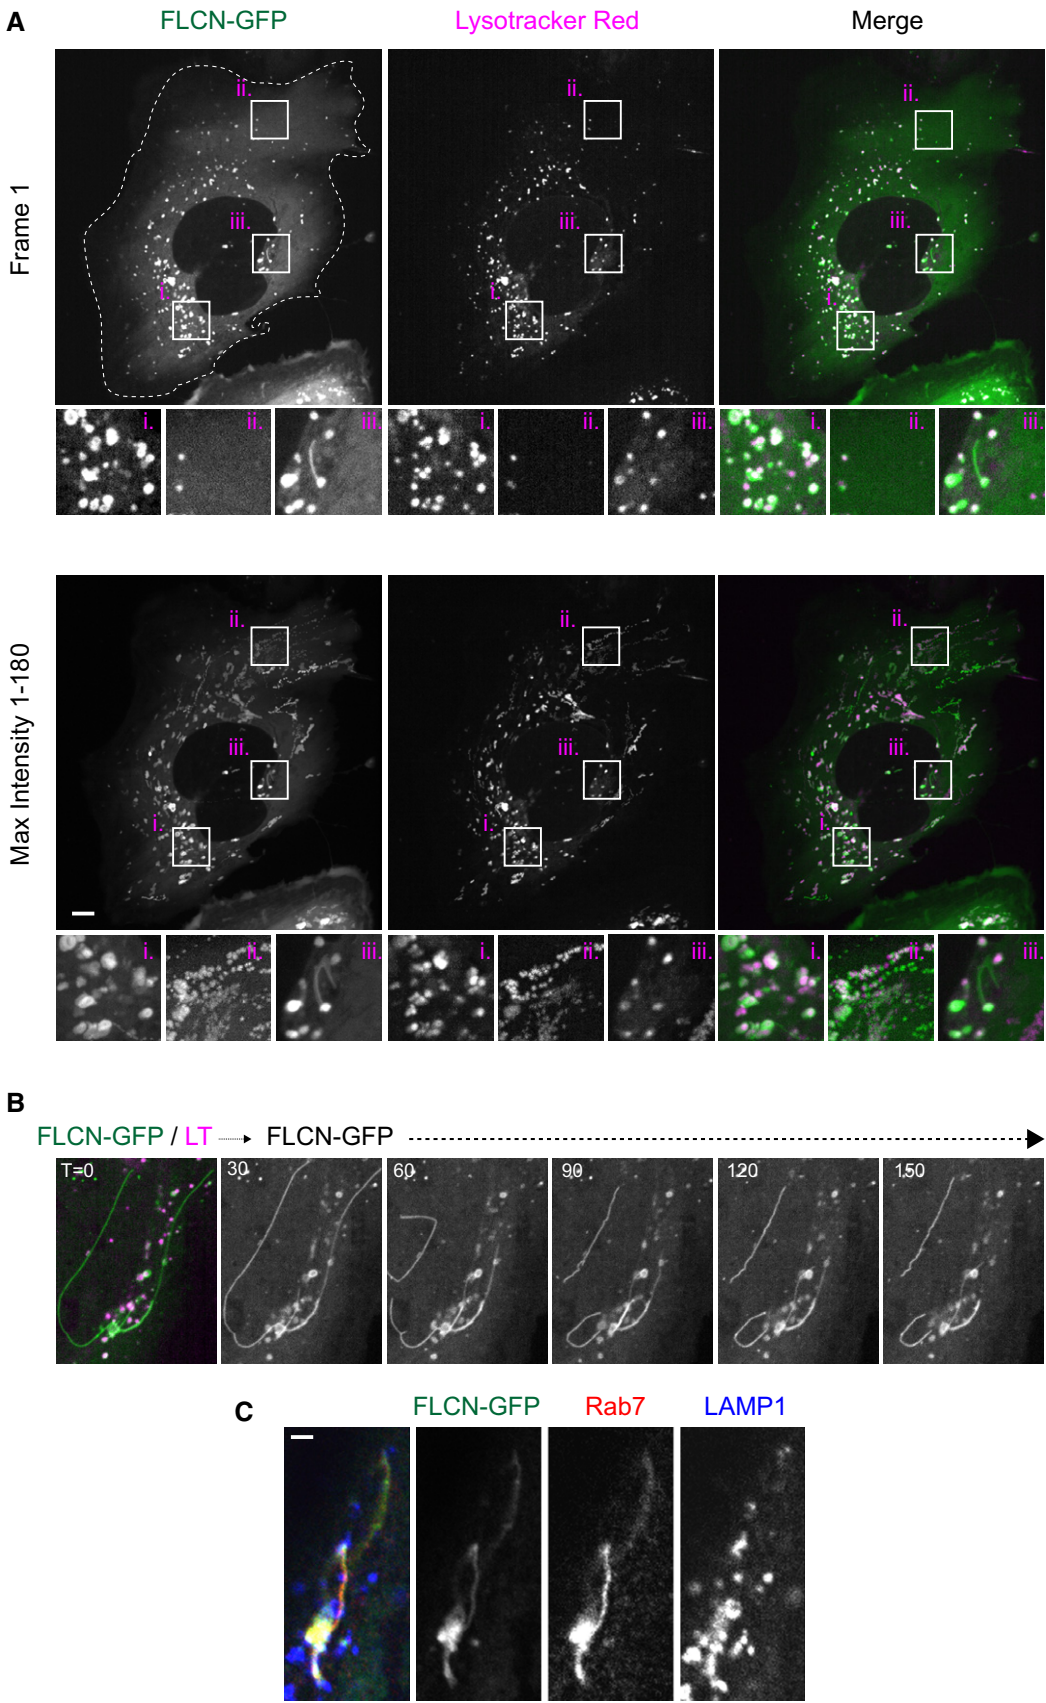 A
FLCN-GFP Lysotracker Red Merge
Frame 1
ii. ii. ii.
iii. iii. iii.
i. i. i.
i. ii. iii. i. ii. iii. i. ii. iii.
Max Intensity 1-180
ii. ii. ii.
iii. iii. iii.
i. i. i.
i. ii. iii. i. ii. iii. i. ii. iii.
B
FLCN-GFP / LT FLCN-GFP
T=0 30 60 90 120 150
C
FLCN-GFP Rab7 LAMP1